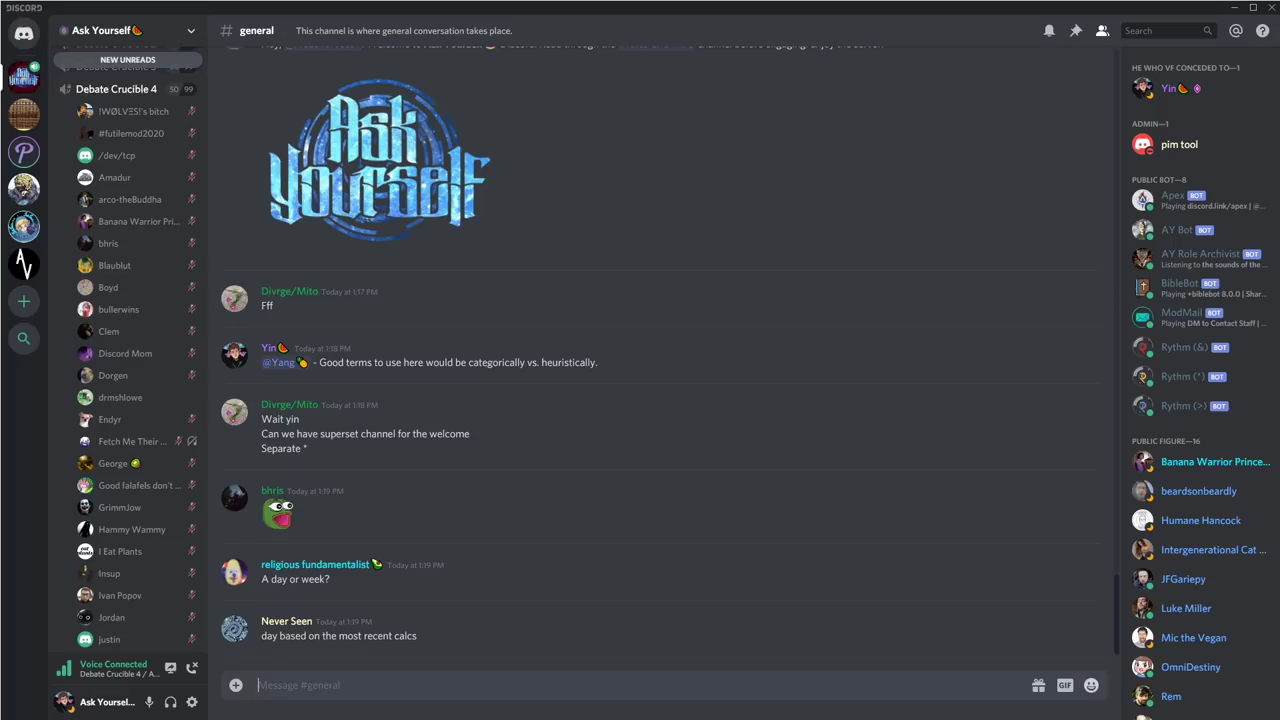 DISCORD
Ask Yourself🍉
# general
This channel is where general conversation takes place.
Search
NEW UNREADS
Debate Crucible 4 50 99
!WØLVΞS!'s bitch
#futilemod2020
/dev/tcp
Amadur
arco-theBuddha
Banana Warrior Pri...
bhris
Blaublut
Boyd
bullerwins
Clem
Discord Mom
Dorgen
drmshlowe
Endyr
Fetch Me Their ...
George 🥝
Good falafels don't ...
GrimmJow
Hammy Wammy
I Eat Plants
Insup
Ivan Popov
Jordan
justin
Voice Connected
Debate Crucible 4 / A...
Ask Yoursel...
Ask
Yourself
Divrge/Mito Today at 1:17 PM
Fff
Yin🍉 Today at 1:18 PM
@Yang🍍 - Good terms to use here would be categorically vs. heuristically.
Divrge/Mito Today at 1:18 PM
Wait yin
Can we have superset channel for the welcome
Separate *
bhris Today at 1:19 PM
religious fundamentalist Today at 1:19 PM
A day or week?
Never Seen Today at 1:19 PM
day based on the most recent calcs
Message #general
GIF
HE WHO VF CONCEDED TO—1
Yin🍉
ADMIN—1
pim tool
PUBLIC BOT—8
Apex BOT
Playing discord.link/apex | @...
AY Bot BOT
AY Role Archivist BOT
Listening to the sounds of the ...
BibleBot BOT
Playing +biblebot 8.0.0 | Shar...
ModMail BOT
Playing DM to Contact Staff | ...
Rythm (&) BOT
Rythm (*) BOT
Rythm (>) BOT
PUBLIC FIGURE—16
Banana Warrior Prince...
beardsonbeardly
Humane Hancock
Intergenerational Cat ...
JFGariepy
Luke Miller
Mic the Vegan
OmniDestiny
Rem